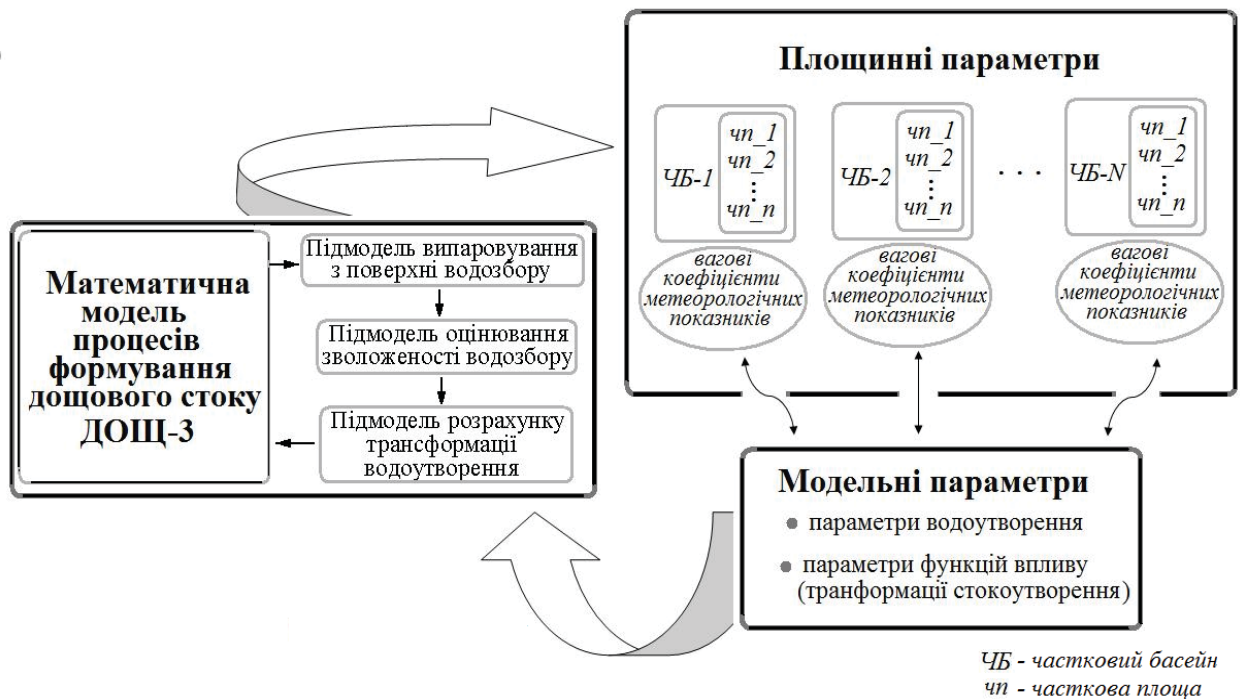 Площинні параметри
ЧБ-1
чп_1
чп_2
чп_n
ЧБ-2
чп_1
чп_2
чп_n
. . .
ЧБ-N
чп_1
чп_2
чп_n
вагові
коефіцієнти
метеорологічних
показників
вагові
коефіцієнти
метеорологічних
показників
вагові
коефіцієнти
метеорологічних
показників
Математична
модель
процесів
формування
дощового стоку
ДОЩ-3
Підмодель випаровування
з поверхні водозбору
Підмодель оцінювання
зволоженості водозбору
Підмодель розрахунку
трансформації
водоутворення
Модельні параметри
параметри водоутворення
параметри функцій впливу
(транформації стокоутворення)
ЧБ - частковий басейн
чп - часткова площа